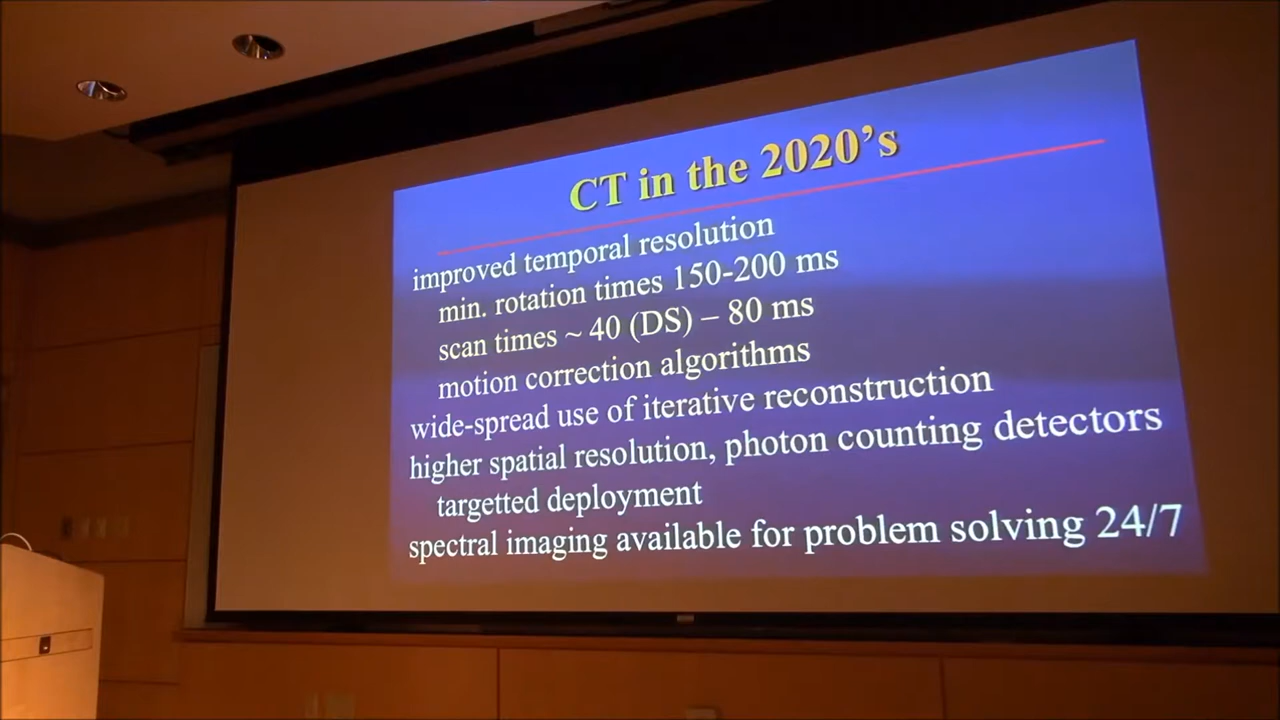 CT in the 2020's
improved temporal resolution
min. rotation times 150-200 ms
scan times ~ 40 (DS) – 80 ms
motion correction algorithms
wide-spread use of iterative reconstruction
higher spatial resolution, photon counting detectors
targetted deployment
spectral imaging available for problem solving 24/7